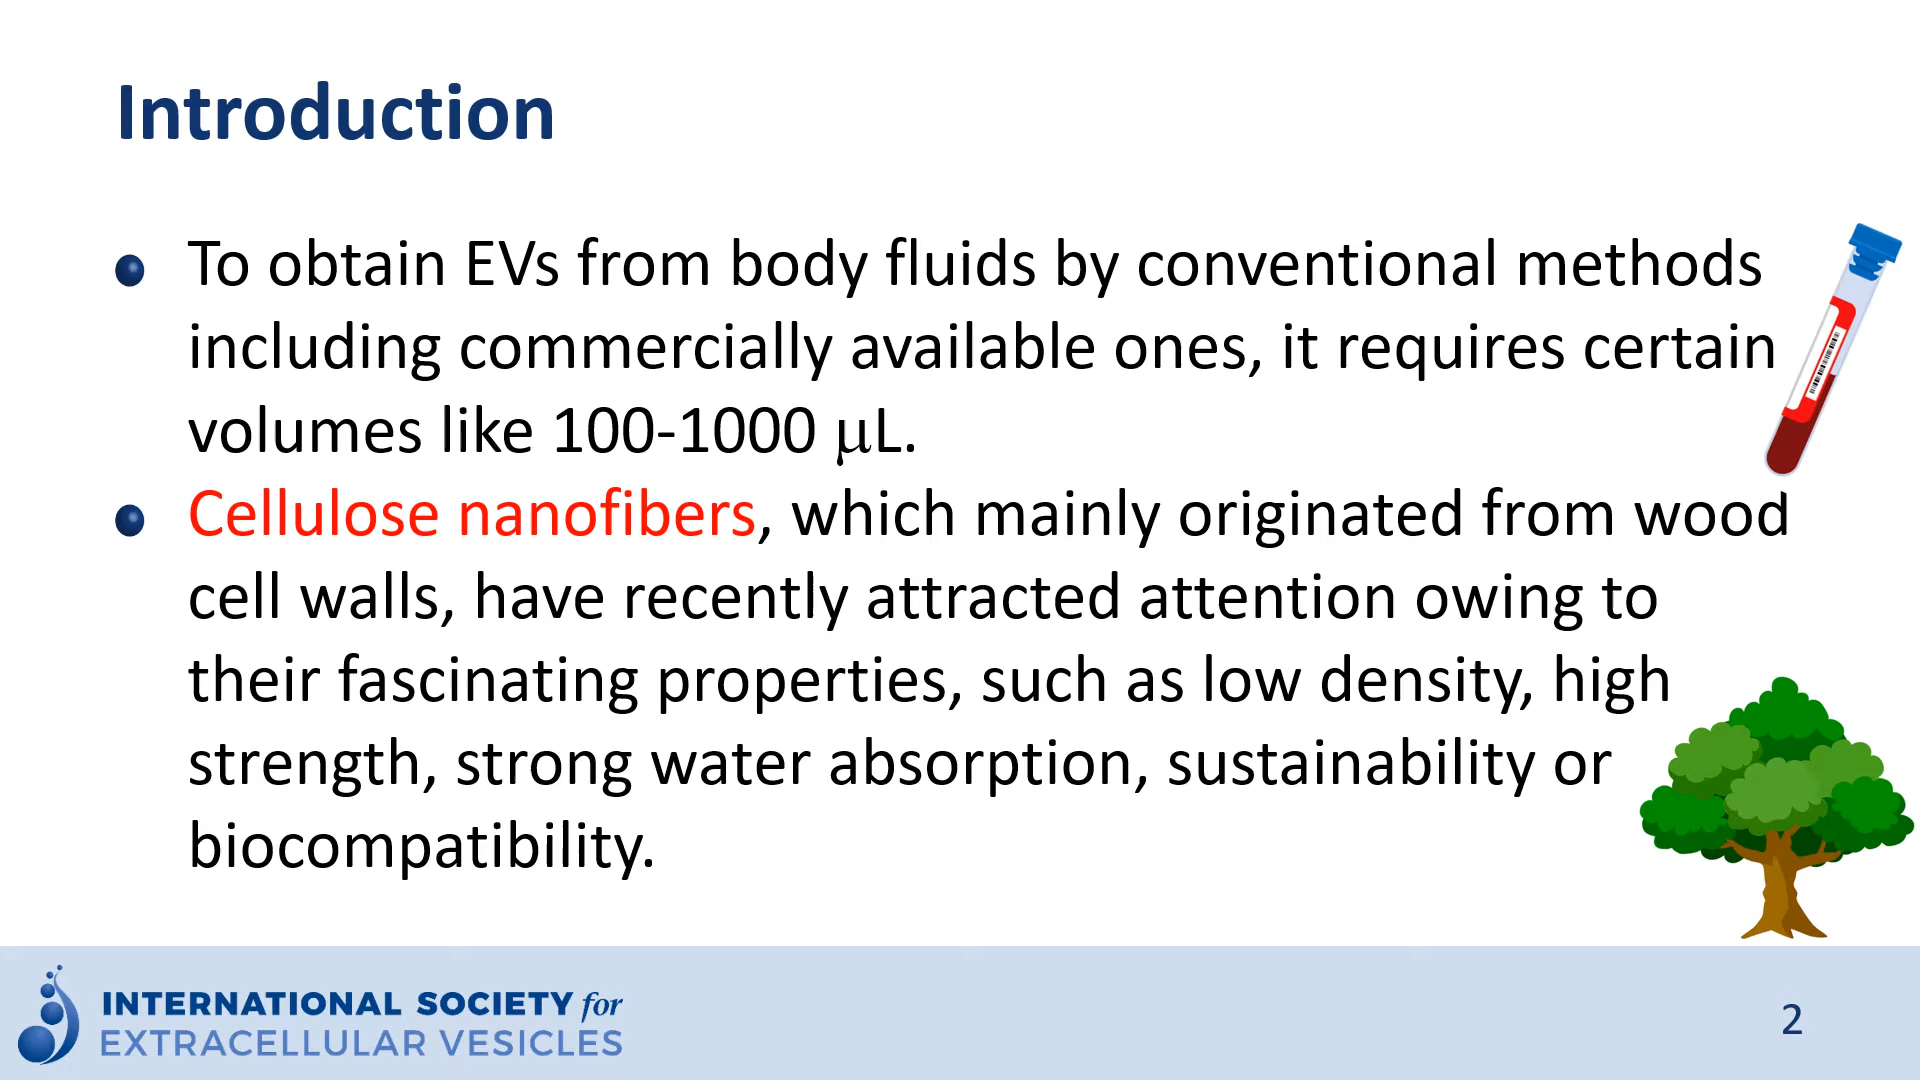 Introduction
To obtain EVs from body fluids by conventional methods
including commercially available ones, it requires certain
volumes like 100-1000 μL.
Cellulose nanofibers, which mainly originated from wood
cell walls, have recently attracted attention owing to
their fascinating properties, such as low density, high
strength, strong water absorption, sustainability or
biocompatibility.
INTERNATIONAL SOCIETY for
EXTRACELLULAR VESICLES
2